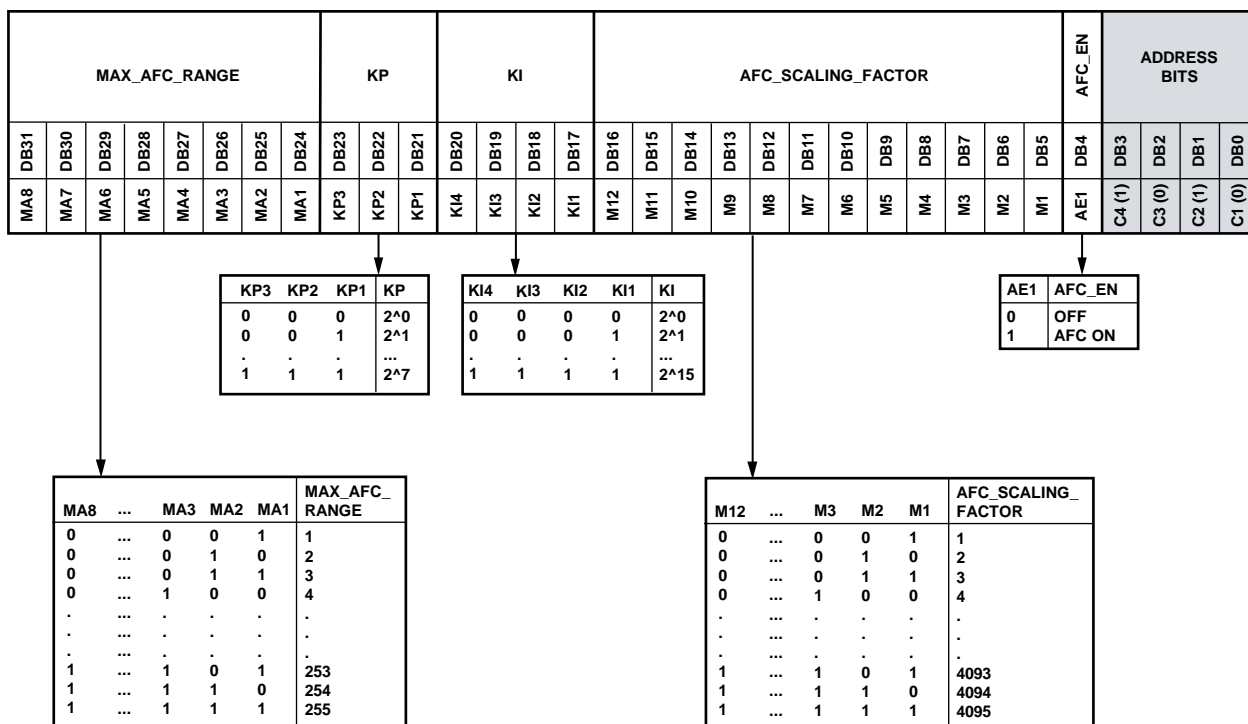 MAX_AFC_RANGE KP KI AFC_SCALING_FACTOR AFC_EN ADDRESS
BITS
DB31 DB30 DB29 DB28 DB27 DB26 DB25 DB24 DB23 DB22 DB21 DB20 DB19 DB18 DB17 DB16 DB15 DB14 DB13 DB12 DB11 DB10 DB9 DB8 DB7 DB6 DB5 DB4 DB3 DB2 DB1 DB0
MA8 MA7 MA6 MA5 MA4 MA3 MA2 MA1 KP3 KP2 KP1 KI4 KI3 KI2 KI1 M12 M11 M10 M9 M8 M7 M6 M5 M4 M3 M2 M1 AE1 C4 (1) C3 (0) C2 (1) C1 (0)
KP3 KP2 KP1 KP
0 0 0 2^0
0 0 1 2^1
. . . ...
1 1 1 2^7
KI4 KI3 KI2 KI1 KI
0 0 0 0 2^0
0 0 0 1 2^1
. . . . ...
1 1 1 1 2^15
AE1 AFC_EN
0 OFF
1 AFC ON
MA8 ... MA3 MA2 MA1 MAX_AFC_
RANGE
0 ... 0 0 1 1
0 ... 0 1 0 2
0 ... 0 1 1 3
0 ... 1 0 0 4
. ... . . . .
. ... . . . .
. ... . . . .
1 ... 1 0 1 253
1 ... 1 1 0 254
1 ... 1 1 1 255
M12 ... M3 M2 M1 AFC_SCALING_
FACTOR
0 ... 0 0 1 1
0 ... 0 1 0 2
0 ... 0 1 1 3
0 ... 1 0 0 4
. ... . . . .
. ... . . . .
. ... . . . .
1 ... 1 0 1 4093
1 ... 1 1 0 4094
1 ... 1 1 1 4095